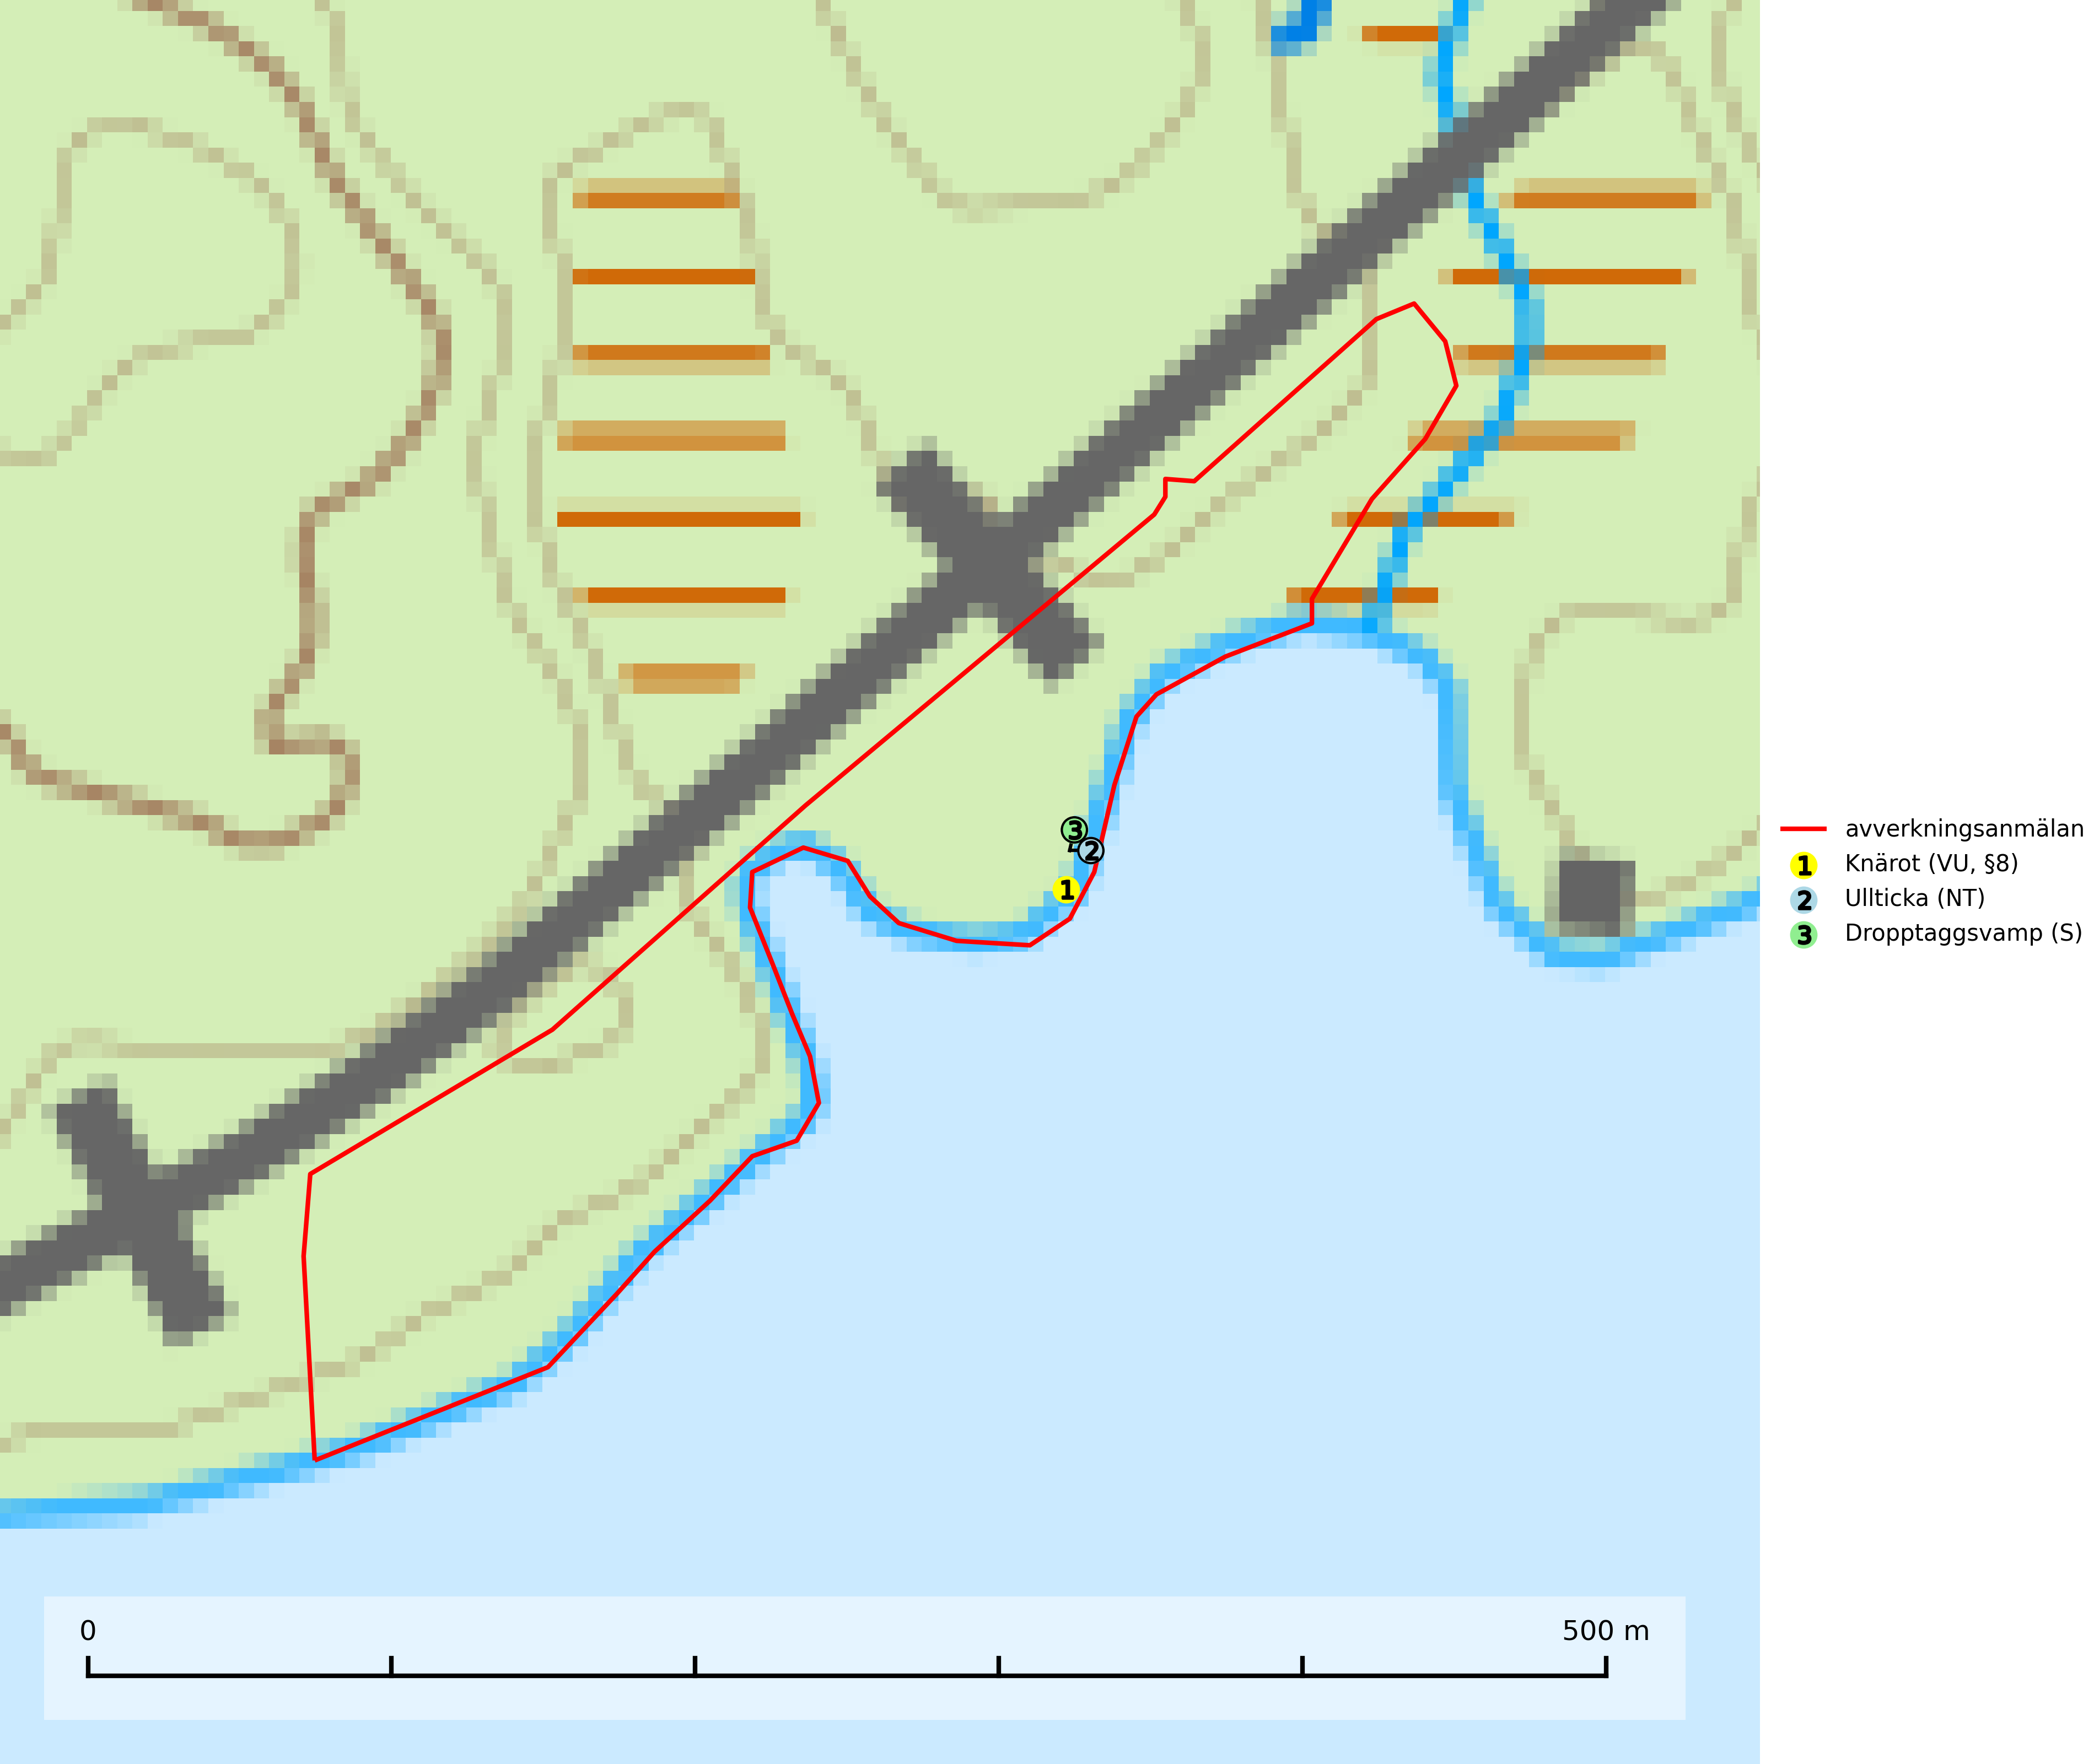 3
2
1
avverkningsanmälan
1 Knärot (VU, §8)
2 Ullticka (NT)
3 Dropptaggsvamp (S)
0 500 m